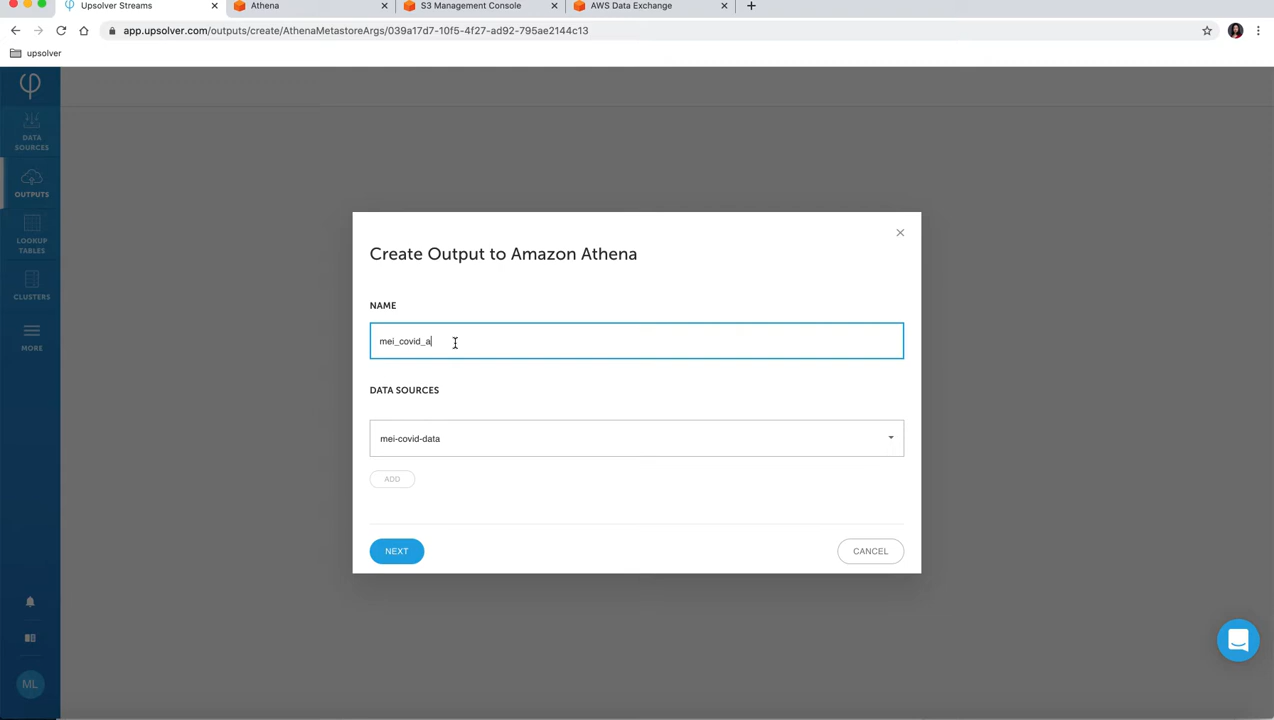 Upsolver Streams
Athena
S3 Management Console
AWS Data Exchange
app.upsolver.com/outputs/create/AthenaMetastoreArgs/039a17d7-10f5-4f27-ad92-795ae2144c13
upsolver
DATA
SOURCES
OUTPUTS
LOOKUP
TABLES
CLUSTERS
MORE
ML
Create Output to Amazon Athena
NAME
mei_covid_a
DATA SOURCES
mei-covid-data
ADD
NEXT
CANCEL